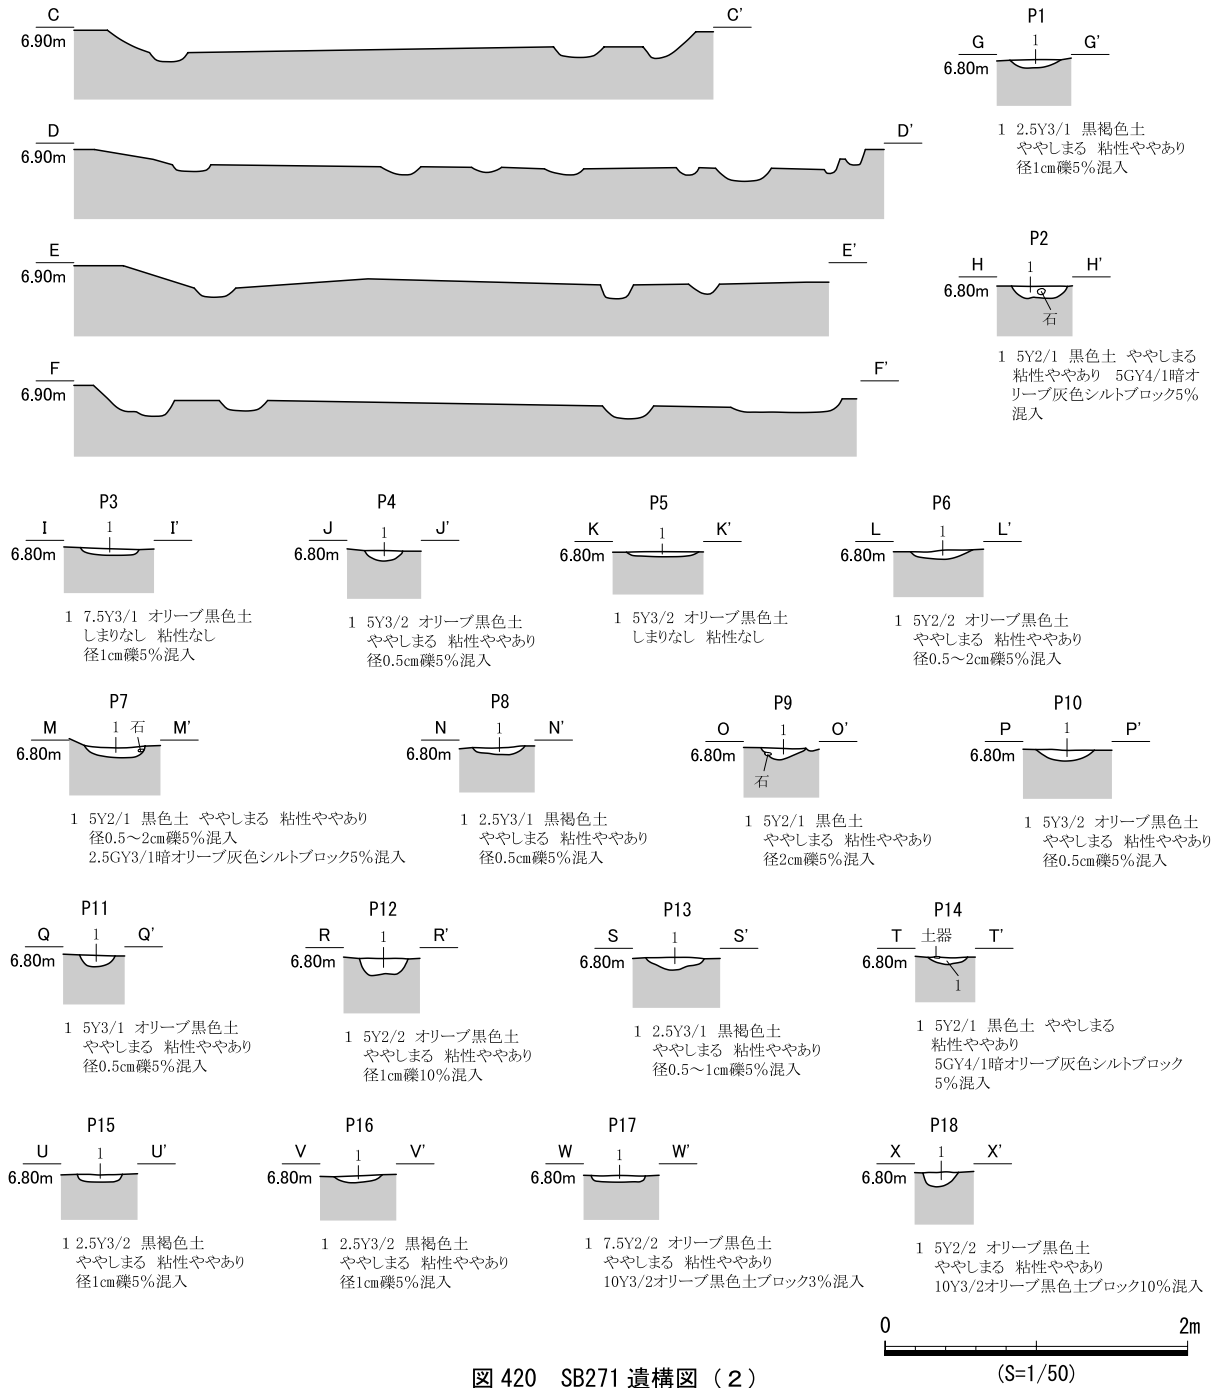 C C'
6.90m
D D'
6.90m
E E'
6.90m
F F'
6.90m
P1
1
G G'
6.80m
1 2.5Y3/1 黒褐色土
ややしまる 粘性ややあり
径1cm礫5%混入
P2
H 1 H'
6.80m
石
1 5Y2/1 黒色土 ややしまる
粘性ややあり 5GY4/1暗オ
リーブ灰色シルトブロック5%
混入
P3
I 1 I'
6.80m
1 7.5Y3/1 オリーブ黒色土
しまりなし 粘性なし
径1cm礫5%混入
P4
J 1 J'
6.80m
1 5Y3/2 オリーブ黒色土
ややしまる 粘性ややあり
径0.5cm礫5%混入
P5
K 1 K'
6.80m
1 5Y3/2 オリーブ黒色土
しまりなし 粘性なし
P6
L 1 L'
6.80m
1 5Y2/2 オリーブ黒色土
ややしまる 粘性ややあり
径0.5～2cm礫5%混入
P7
M 1 石 M'
6.80m
1 5Y2/1 黒色土 ややしまる 粘性ややあり
径0.5～2cm礫5%混入
2.5GY3/1暗オリーブ灰色シルトブロック5%混入
P8
N 1 N'
6.80m
1 2.5Y3/1 黒褐色土
ややしまる 粘性ややあり
径0.5cm礫5%混入
P9
O 1 O'
6.80m
石
1 5Y2/1 黒色土
ややしまる 粘性ややあり
径2cm礫5%混入
P10
P 1 P'
6.80m
1 5Y3/2 オリーブ黒色土
ややしまる 粘性ややあり
径0.5cm礫5%混入
P11
Q 1 Q'
6.80m
1 5Y3/1 オリーブ黒色土
ややしまる 粘性ややあり
径0.5cm礫5%混入
P12
R 1 R'
6.80m
1 5Y2/2 オリーブ黒色土
ややしまる 粘性ややあり
径1cm礫10%混入
P13
S 1 S'
6.80m
1 2.5Y3/1 黒褐色土
ややしまる 粘性ややあり
径0.5～1cm礫5%混入
P14
T 土器 T'
6.80m
1
1 5Y2/1 黒色土 ややしまる
粘性ややあり
5GY4/1暗オリーブ灰色シルトブロック
5%混入
P15
U 1 U'
6.80m
1 2.5Y3/2 黒褐色土
ややしまる 粘性ややあり
径1cm礫5%混入
P16
V 1 V'
6.80m
1 2.5Y3/2 黒褐色土
ややしまる 粘性ややあり
径1cm礫5%混入
P17
W 1 W'
6.80m
1 7.5Y2/2 オリーブ黒色土
ややしまる 粘性ややあり
10Y3/2オリーブ黒色土ブロック3%混入
P18
X 1 X'
6.80m
1 5Y2/2 オリーブ黒色土
ややしまる 粘性ややあり
10Y3/2オリーブ黒色土ブロック10%混入
0 2m
(S=1/50)
図 420 SB271 遺構図（2）